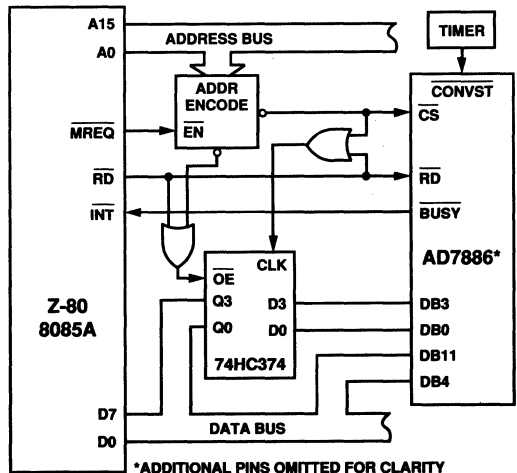 A15
A0
ADDRESS BUS
TIMER
ADDR
ENCODE
EN
MREQ
CONVST
CS
RD
RD
INT
BUSY
AD7886*
Z-80
8085A
CLK
OE
Q3
Q0
D3
D0
74HC374
DB3
DB0
DB11
DB4
D7
D0
DATA BUS
*ADDITIONAL PINS OMITTED FOR CLARITY